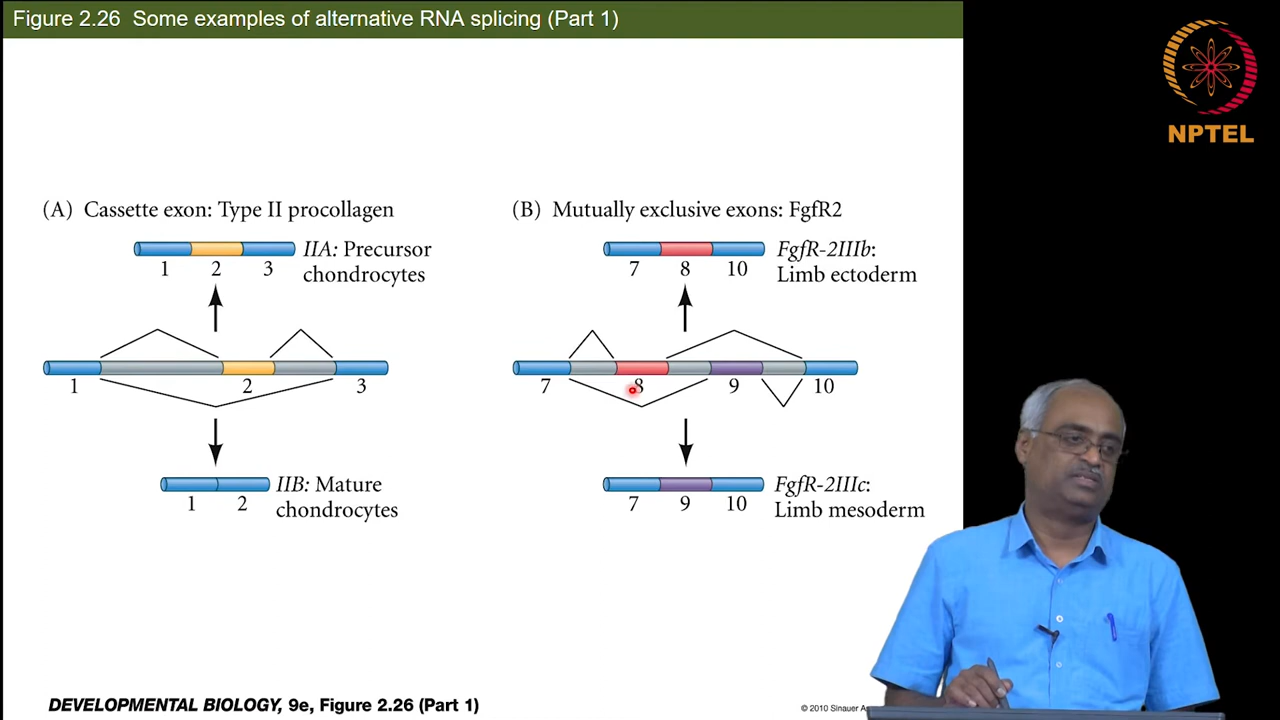 Figure 2.26 Some examples of alternative RNA splicing (Part 1)
NPTEL
(A) Cassette exon: Type II procollagen
1 2 3
IIA: Precursor
chondrocytes
1 2 3
1 2
IIB: Mature
chondrocytes
(B) Mutually exclusive exons: FgfR2
7 8 10
FgfR-2IIIb:
Limb ectoderm
7 8 9 10
7 9 10
FgfR-2IIIc:
Limb mesoderm
DEVELOPMENTAL BIOLOGY, 9e, Figure 2.26 (Part 1)
© 2010 Sinauer